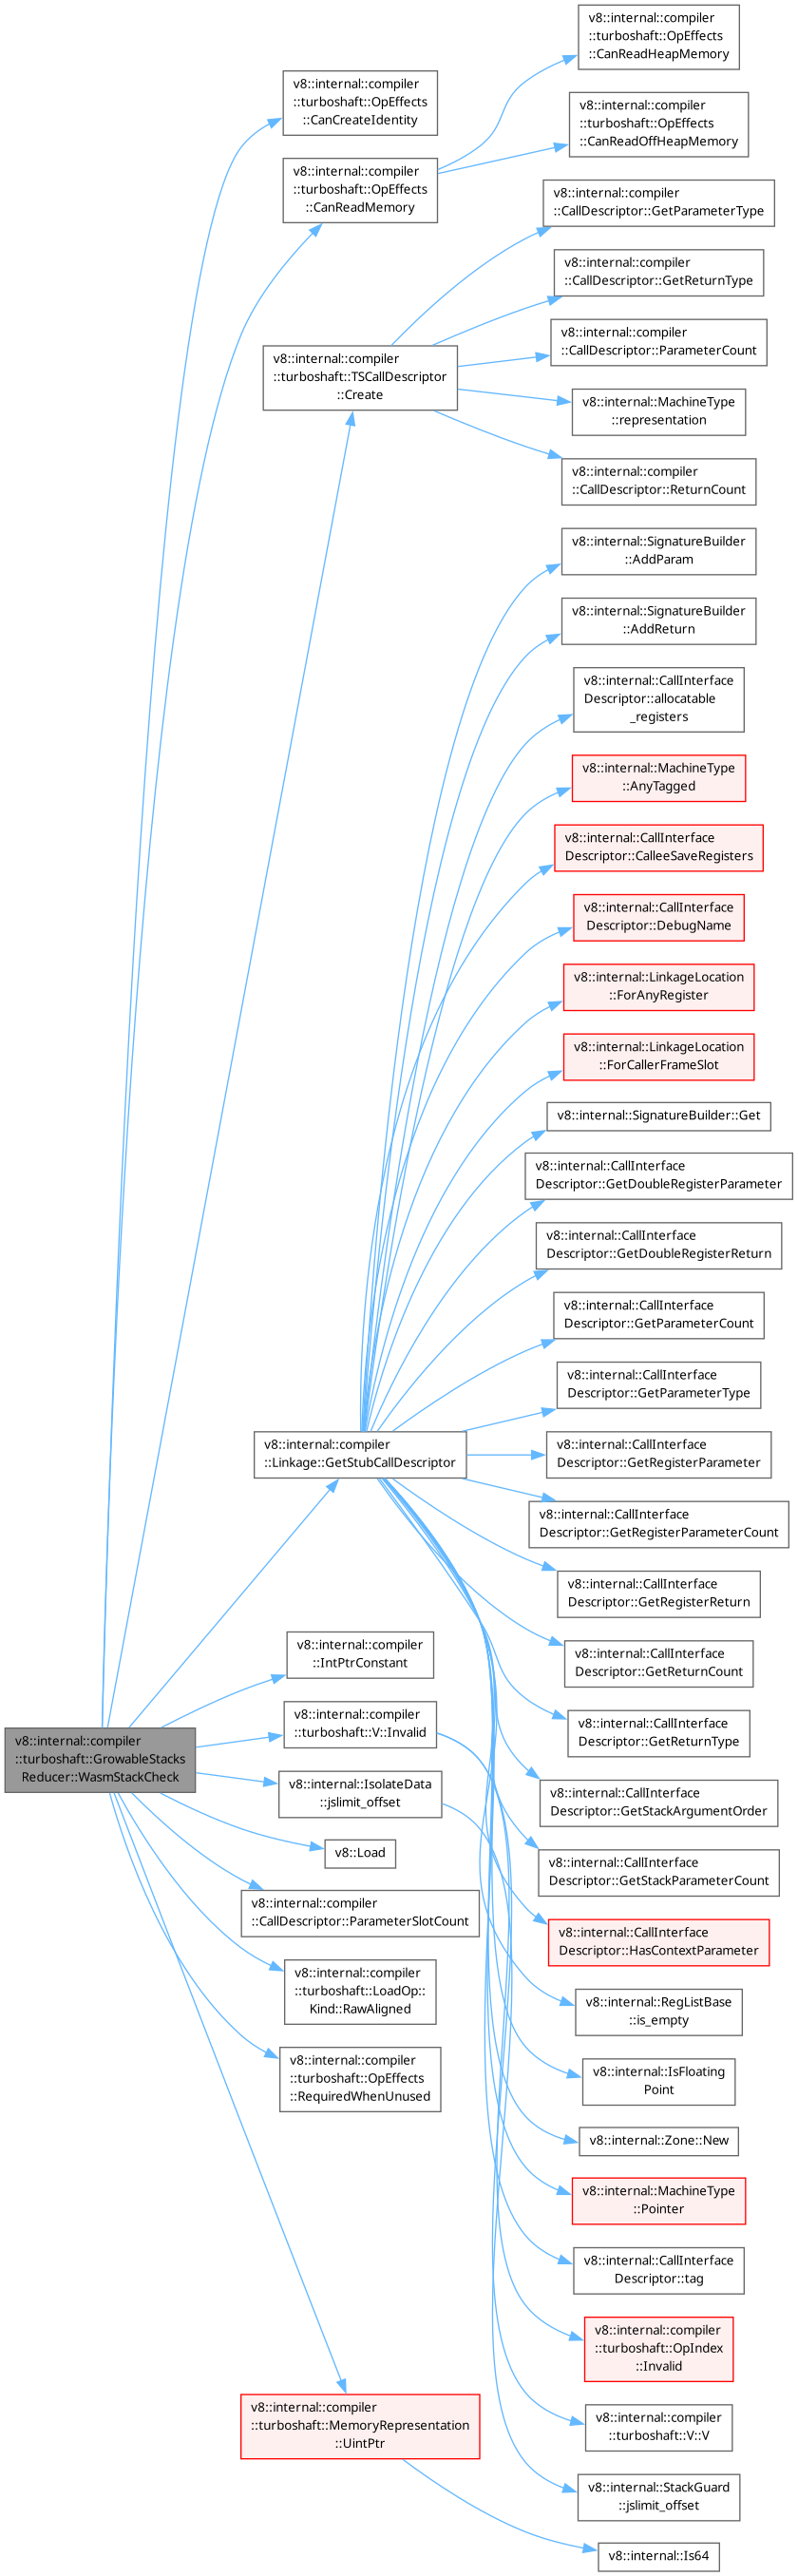 v8::internal::compiler
::turboshaft::OpEffects
::CanReadHeapMemory
v8::internal::compiler
::turboshaft::OpEffects
::CanCreateIdentity
v8::internal::compiler
::turboshaft::OpEffects
::CanReadOffHeapMemory
v8::internal::compiler
::turboshaft::OpEffects
::CanReadMemory
v8::internal::compiler
::CallDescriptor::GetParameterType
v8::internal::compiler
::CallDescriptor::GetReturnType
v8::internal::compiler
::CallDescriptor::ParameterCount
v8::internal::compiler
::turboshaft::TSCallDescriptor
::Create
v8::internal::MachineType
::representation
v8::internal::compiler
::CallDescriptor::ReturnCount
v8::internal::SignatureBuilder
::AddParam
v8::internal::SignatureBuilder
::AddReturn
v8::internal::CallInterface
Descriptor::allocatable
_registers
v8::internal::MachineType
::AnyTagged
v8::internal::CallInterface
Descriptor::CalleeSaveRegisters
v8::internal::CallInterface
Descriptor::DebugName
v8::internal::LinkageLocation
::ForAnyRegister
v8::internal::LinkageLocation
::ForCallerFrameSlot
v8::internal::SignatureBuilder::Get
v8::internal::CallInterface
Descriptor::GetDoubleRegisterParameter
v8::internal::CallInterface
Descriptor::GetDoubleRegisterReturn
v8::internal::CallInterface
Descriptor::GetParameterCount
v8::internal::CallInterface
Descriptor::GetParameterType
v8::internal::compiler
::Linkage::GetStubCallDescriptor
v8::internal::CallInterface
Descriptor::GetRegisterParameter
v8::internal::CallInterface
Descriptor::GetRegisterParameterCount
v8::internal::CallInterface
Descriptor::GetRegisterReturn
v8::internal::compiler
::IntPtrConstant
v8::internal::CallInterface
Descriptor::GetReturnCount
v8::internal::compiler
::turboshaft::V::Invalid
v8::internal::CallInterface
Descriptor::GetReturnType
v8::internal::compiler
::turboshaft::GrowableStacks
Reducer::WasmStackCheck
v8::internal::IsolateData
::jslimit_offset
v8::internal::CallInterface
Descriptor::GetStackArgumentOrder
v8::Load
v8::internal::CallInterface
Descriptor::GetStackParameterCount
v8::internal::compiler
::CallDescriptor::ParameterSlotCount
v8::internal::CallInterface
Descriptor::HasContextParameter
v8::internal::compiler
::turboshaft::LoadOp::
Kind::RawAligned
v8::internal::RegListBase
::is_empty
v8::internal::compiler
::turboshaft::OpEffects
::RequiredWhenUnused
v8::internal::IsFloating
Point
v8::internal::Zone::New
v8::internal::MachineType
::Pointer
v8::internal::CallInterface
Descriptor::tag
v8::internal::compiler
::turboshaft::OpIndex
::Invalid
v8::internal::compiler
::turboshaft::MemoryRepresentation
::UintPtr
v8::internal::compiler
::turboshaft::V::V
v8::internal::StackGuard
::jslimit_offset
v8::internal::Is64